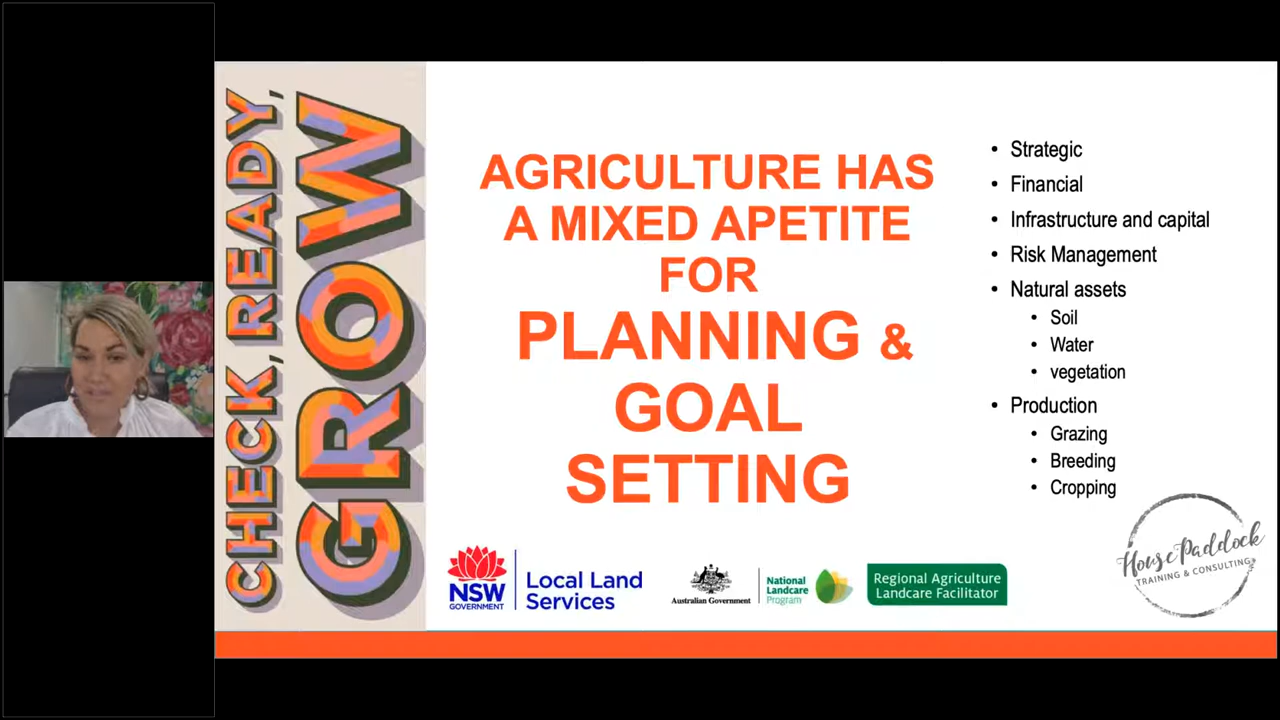 CHECK, READY,
GROW
AGRICULTURE HAS
A MIXED APETITE
FOR
PLANNING &
GOAL
SETTING
• Strategic
• Financial
• Infrastructure and capital
• Risk Management
• Natural assets
• Soil
• Water
• vegetation
• Production
• Grazing
• Breeding
• Cropping
NSW
GOVERNMENT
Local Land
Services
Australian Government
National
Landcare
Program
Regional Agriculture
Landcare Facilitator
House Paddock
TRAINING & CONSULTING